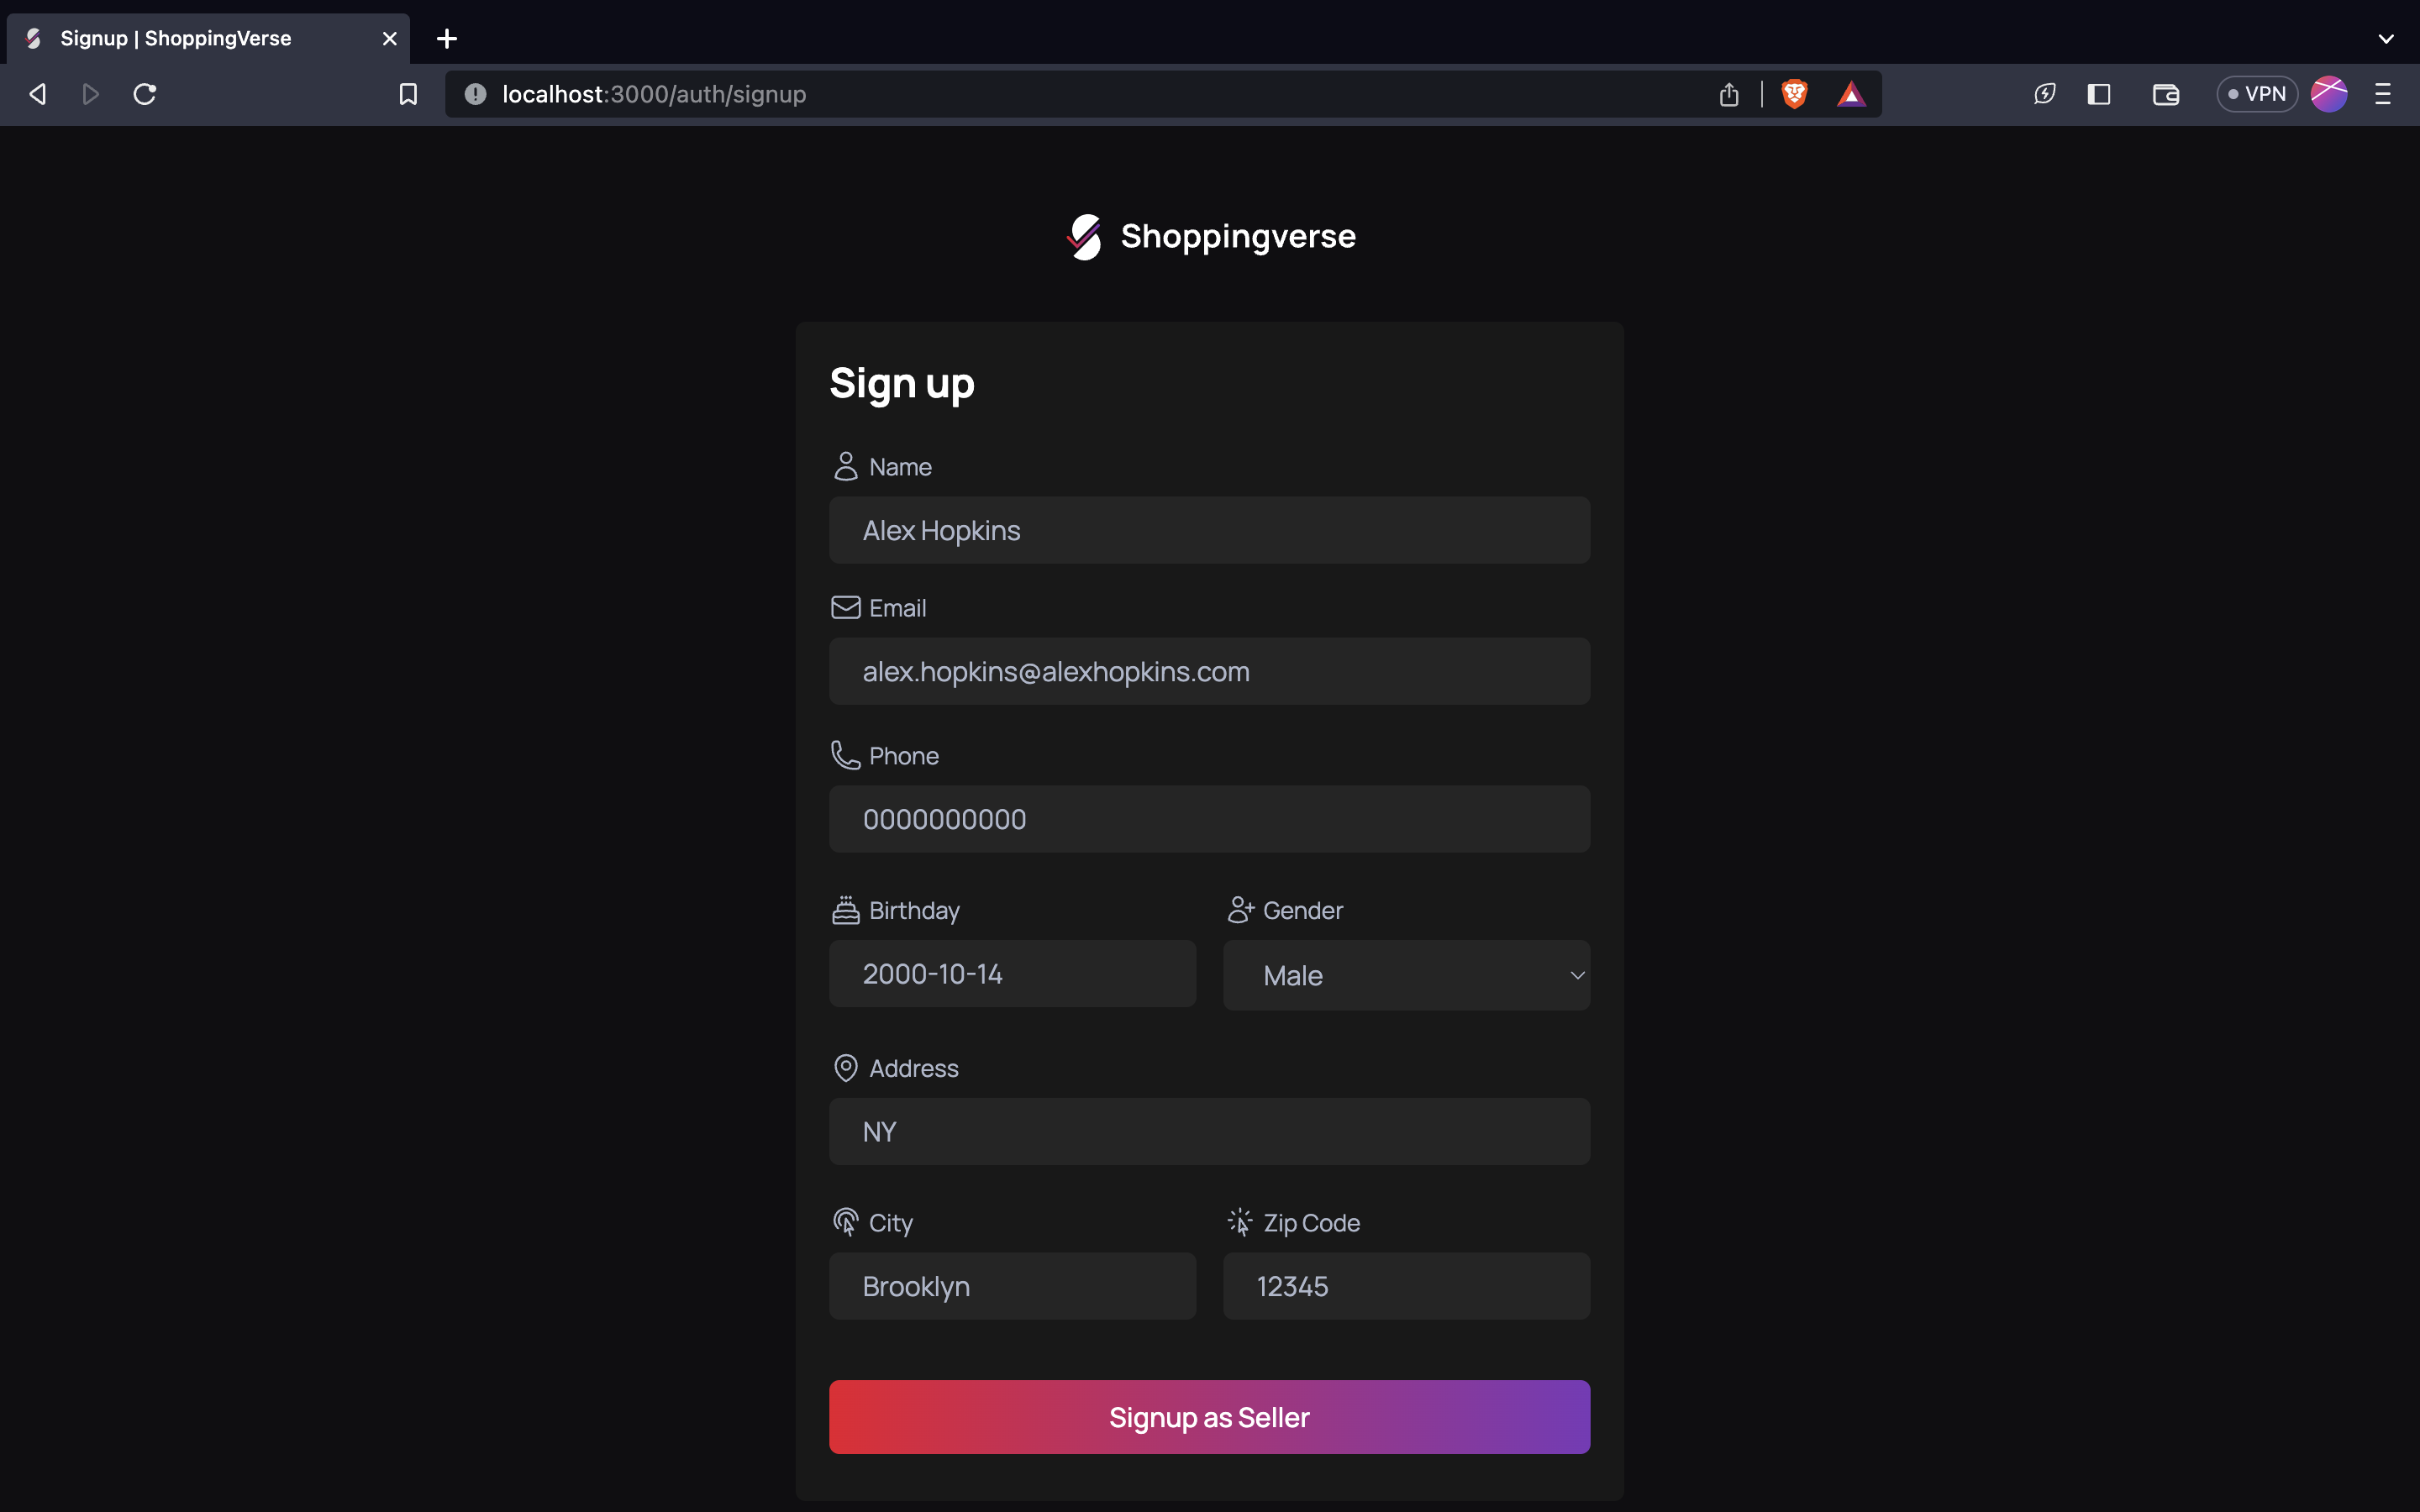 Signup | ShoppingVerse
localhost:3000/auth/signup
VPN
Shoppingverse
Sign up
Name
Alex Hopkins
Email
alex.hopkins@alexhopkins.com
Phone
0000000000
Birthday Gender
2000-10-14 Male
Address
NY
City Zip Code
Brooklyn 12345
Signup as Seller